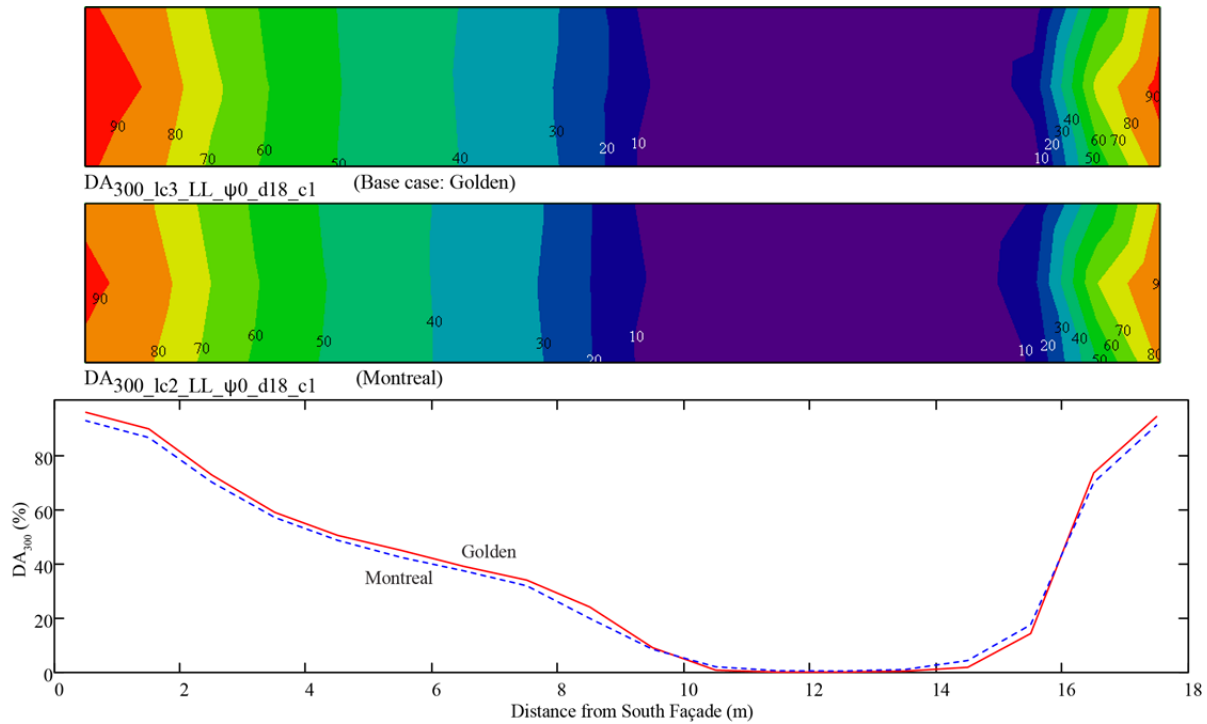 90 80 70 60 50 40 30 20 10 10 20 30 40 50 60 70 80 90
DA300_lc3_LL_ψ0_d18_c1 (Base case: Golden)
90 80 70 60 50 40 30 20 10 10 20 30 40 50 60 70 80 9
DA300_lc2_LL_ψ0_d18_c1 (Montreal)
80
60
40
20
0
DA300 (%)
Golden
Montreal
0 2 4 6 8 10 12 14 16 18
Distance from South Façade (m)